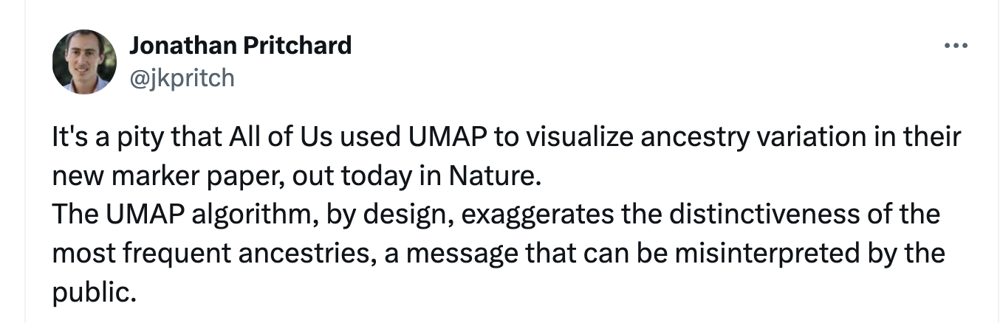 Jonathan Pritchard
@jkpritch
It's a pity that All of Us used UMAP to visualize ancestry variation in their
new marker paper, out today in Nature.
The UMAP algorithm, by design, exaggerates the distinctiveness of the
most frequent ancestries, a message that can be misinterpreted by the
public.